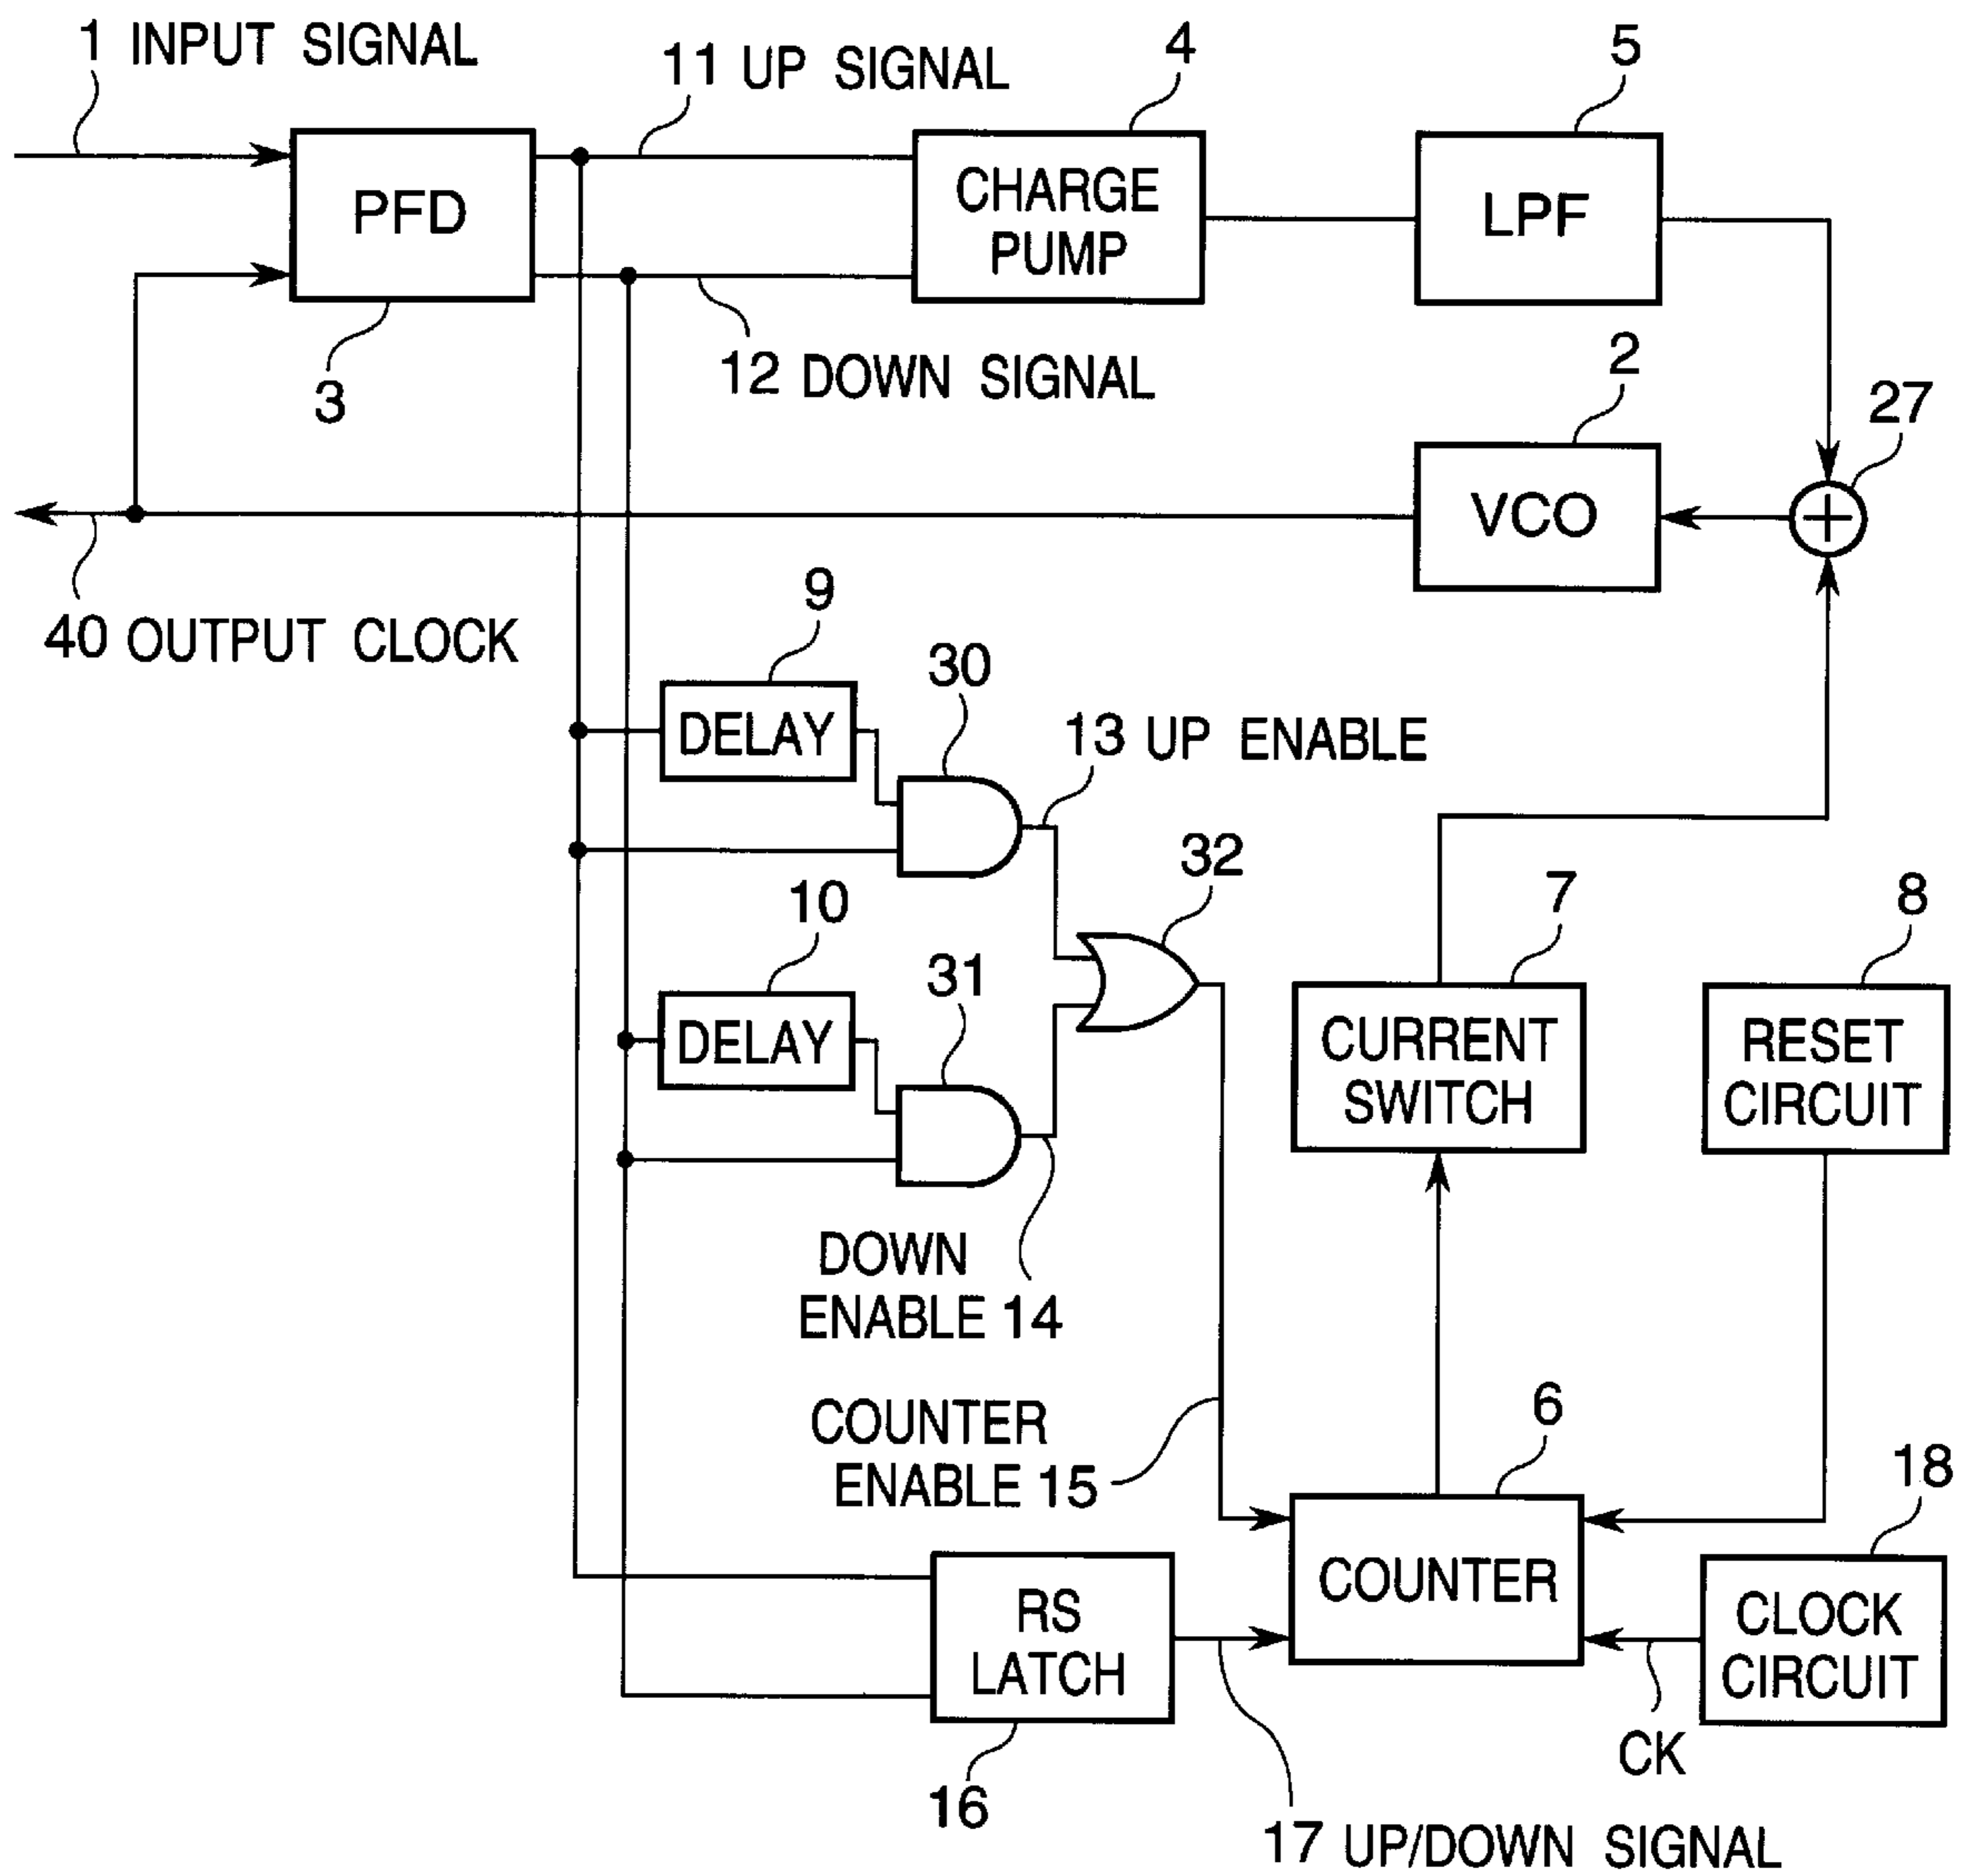 1 INPUT SIGNAL
11 UP SIGNAL
4
5
PFD
CHARGE
PUMP
LPF
3
12 DOWN SIGNAL
2
27
VCO
40 OUTPUT CLOCK
9
30
DELAY
13 UP ENABLE
32
10
31
7
8
DELAY
CURRENT
SWITCH
RESET
CIRCUIT
DOWN
ENABLE 14
COUNTER
ENABLE 15
6
18
RS
LATCH
COUNTER
CLOCK
CIRCUIT
CK
16
17 UP/DOWN SIGNAL